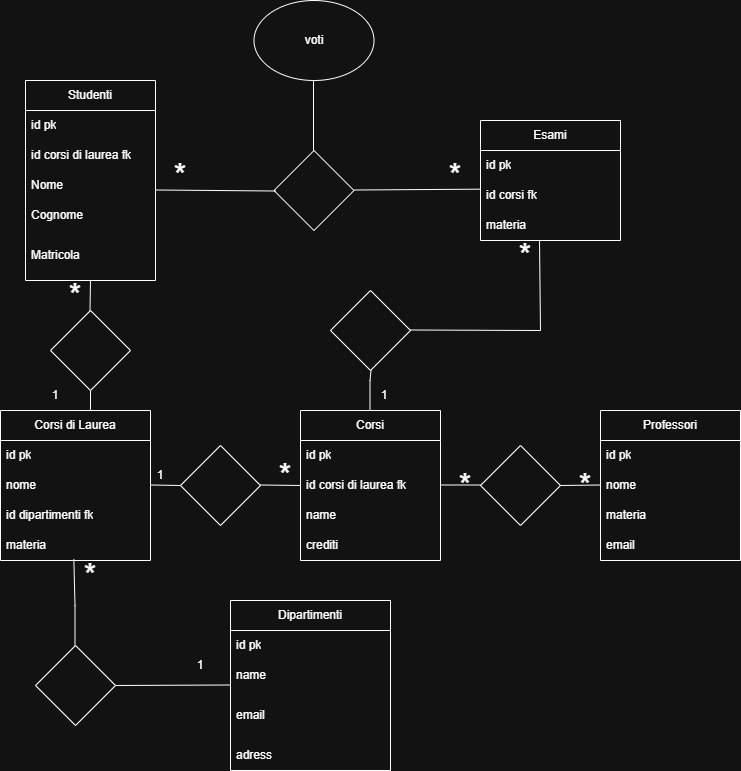 voti
Studenti
id pk
id corsi di laurea fk
Nome
Cognome
Matricola
*
*
Esami
id pk
id corsi fk
materia
*
*
1
1
Corsi di Laurea
id pk
nome
id dipartimenti fk
materia
1
*
Corsi
id pk
id corsi di laurea fk
name
crediti
*
*
Professori
id pk
nome
materia
email
*
1
Dipartimenti
id pk
name
email
adress